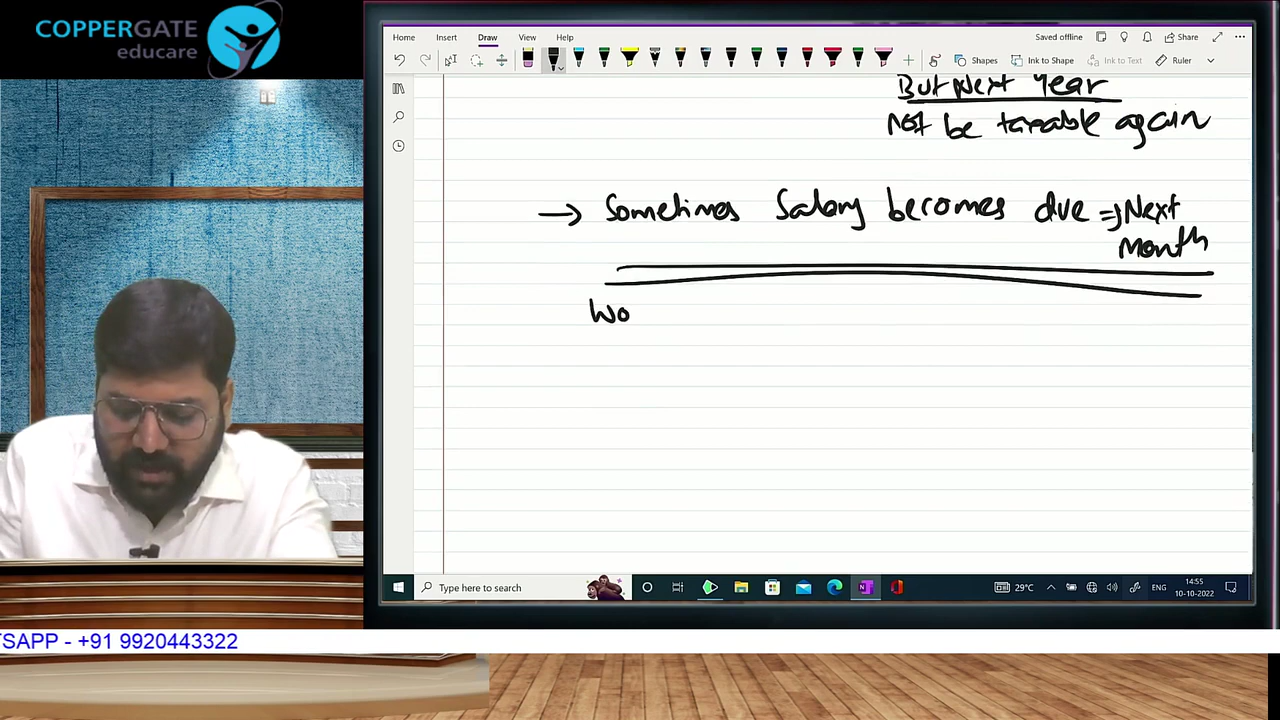 COPPERGATE
educare
Home Insert Draw View Help
Saved offline
Share
Shapes
Ink to Shape
Ink to Text
Ruler
But Next Year
Not be taxable again
→ Sometimes Salary becomes due ⇒ Next
Month
Wo
Type here to search
29°C
ENG
14:55
10-10-2022
TSAPP - +91 9920443322